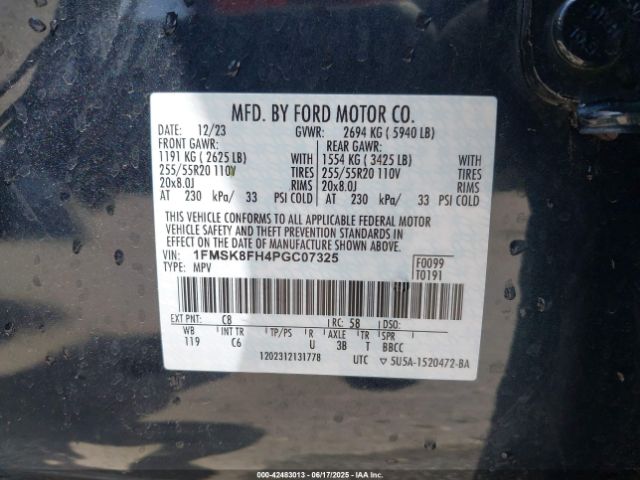 MFD. BY FORD MOTOR CO.
DATE: 12/23 GVWR: 2694 KG ( 5940 LB)
FRONT GAWR: REAR GAWR:
1191 KG ( 2625 LB) WITH 1554 KG ( 3425 LB) WITH
255/55R20 110V TIRES 255/55R20 110V TIRES
20x8.0J RIMS 20x8.0J RIMS
AT 230 kPa/ 33 PSI COLD AT 230 kPa/ 33 PSI COLD
THIS VEHICLE CONFORMS TO ALL APPLICABLE FEDERAL MOTOR
VEHICLE SAFETY AND THEFT PREVENTION STANDARDS IN EFFECT
ON THE DATE OF MANUFACTURE SHOWN ABOVE.
VIN: 1FMSK8FH4PGC07325 F0099
TYPE: MPV T0191
EXT PNT: C8 RC: 58 DSO:
WB INT TR TP/PS R AXLE TR SPR
119 C6 U 3B T BBCC
1202312131778 UTC ▽ 5U5A-1520472-BA
000-42483013 - 06/17/2025 - IAA Inc.